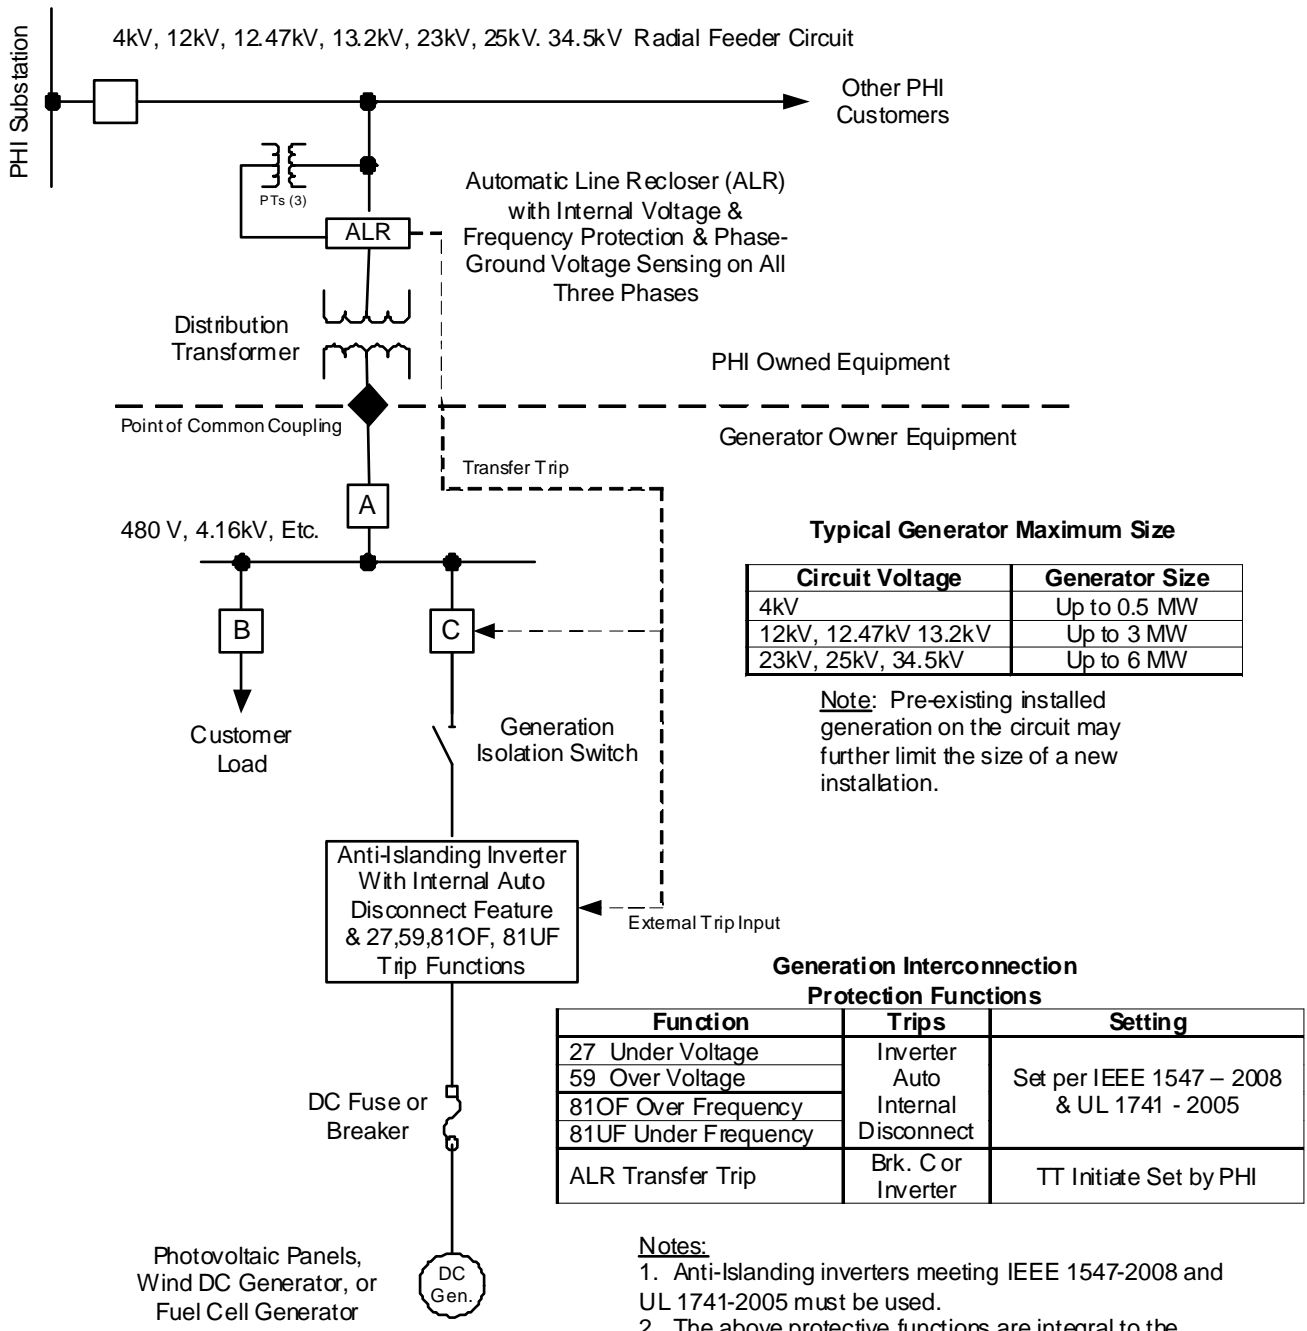 PHI Substation
4kV, 12kV, 12.47kV, 13.2kV, 23kV, 25kV. 34.5kV Radial Feeder Circuit
Other PHI
Customers
PTs (3)
ALR
Automatic Line Recloser (ALR)
with Internal Voltage &
Frequency Protection & Phase-
Ground Voltage Sensing on All
Three Phases
Distribution
Transformer
PHI Owned Equipment
Point of Common Coupling
Generator Owner Equipment
Transfer Trip
A
480 V, 4.16kV, Etc.
B
C
Customer
Load
Generation
Isolation Switch
Typical Generator Maximum Size
Circuit Voltage Generator Size
4kV Up to 0.5 MW
12kV, 12.47kV 13.2kV Up to 3 MW
23kV, 25kV, 34.5kV Up to 6 MW
Note: Pre-existing installed
generation on the circuit may
further limit the size of a new
installation.
Anti-Islanding Inverter
With Internal Auto
Disconnect Feature
& 27,59,81OF, 81UF
Trip Functions
External Trip Input
Generation Interconnection
Protection Functions
Function Trips Setting
27 Under Voltage Inverter
59 Over Voltage Auto Set per IEEE 1547 – 2008
81OF Over Frequency Internal & UL 1741 - 2005
81UF Under Frequency Disconnect
ALR Transfer Trip Brk. C or Inverter TT Initiate Set by PHI
DC Fuse or
Breaker
Photovoltaic Panels,
Wind DC Generator, or
Fuel Cell Generator
DC
Gen.
Notes:
1. Anti-Islanding inverters meeting IEEE 1547-2008 and
UL 1741-2005 must be used.
2. The above protective functions are integral to the